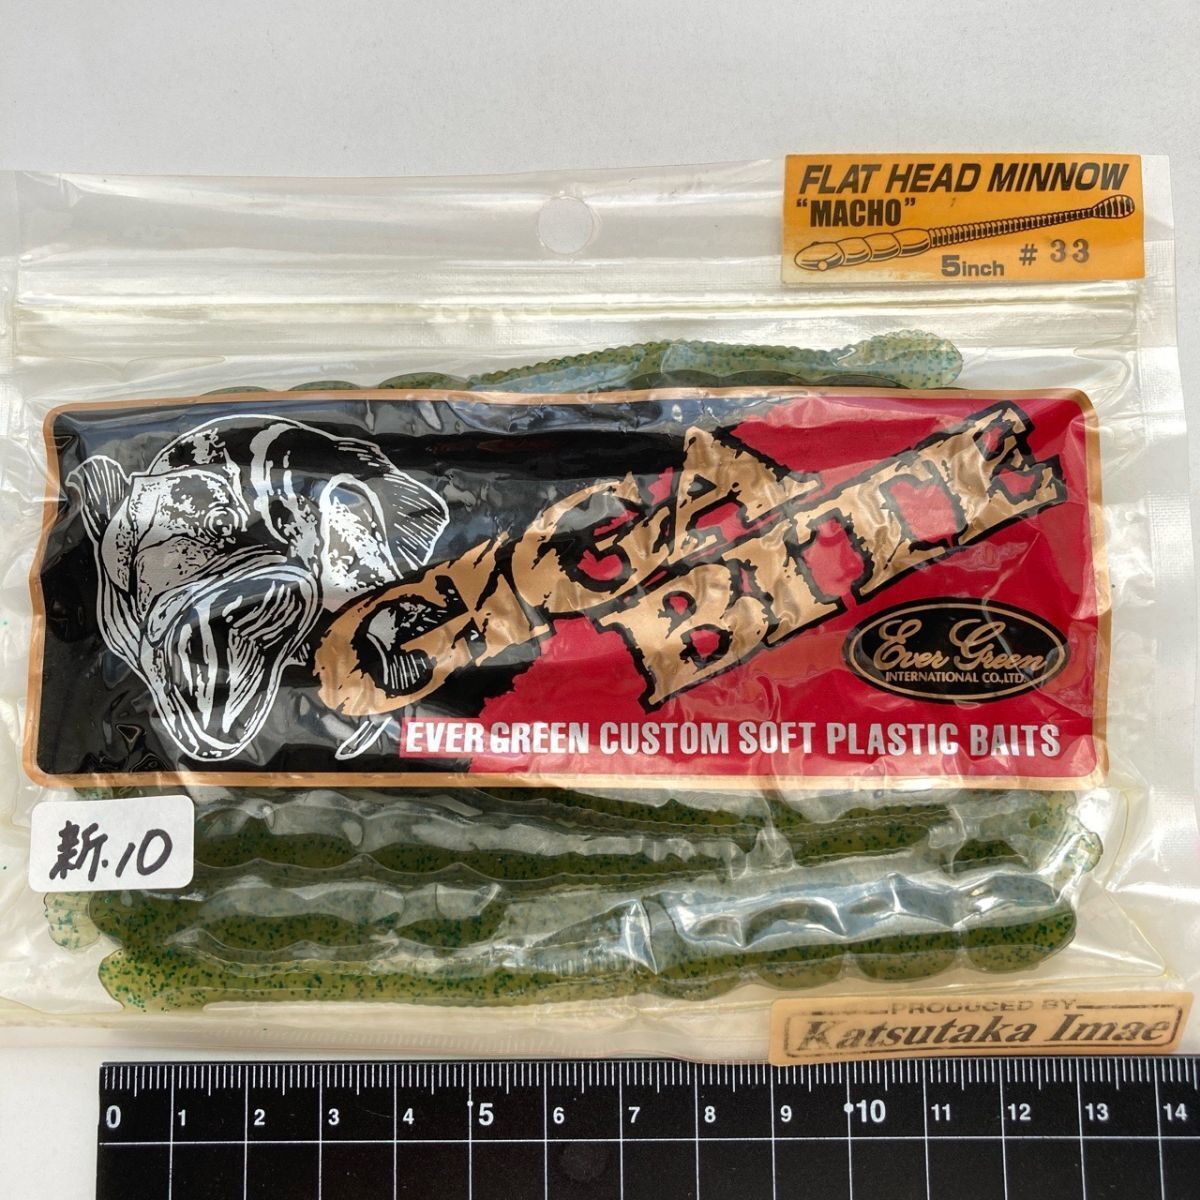 FLAT HEAD MINNOW
"MACHO"
5inch # 33
GIGA
BITE
Ever Green
INTERNATIONAL CO.,LTD.
EVER GREEN CUSTOM SOFT PLASTIC BAITS
新.10
PRODUCED BY
Katsutaka Imae
0 1 2 3 4 5 6 7 8 9 10 11 12 13 14